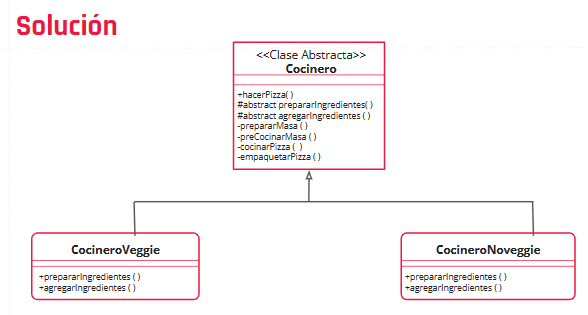 Solución
<<Clase Abstracta>>
Cocinero
+hacerPizza( )
#abstract prepararIngredientes( )
#abstract agregarIngredientes ( )
-prepararMasa ( )
-preCocinarMasa ( )
-cocinarPizza ( )
-empaquetarPizza ( )
CocineroVeggie
+prepararIngredientes ( )
+agregarIngredientes ( )
CocineroNoveggie
+prepararIngredientes ( )
+agregarIngredientes ( )